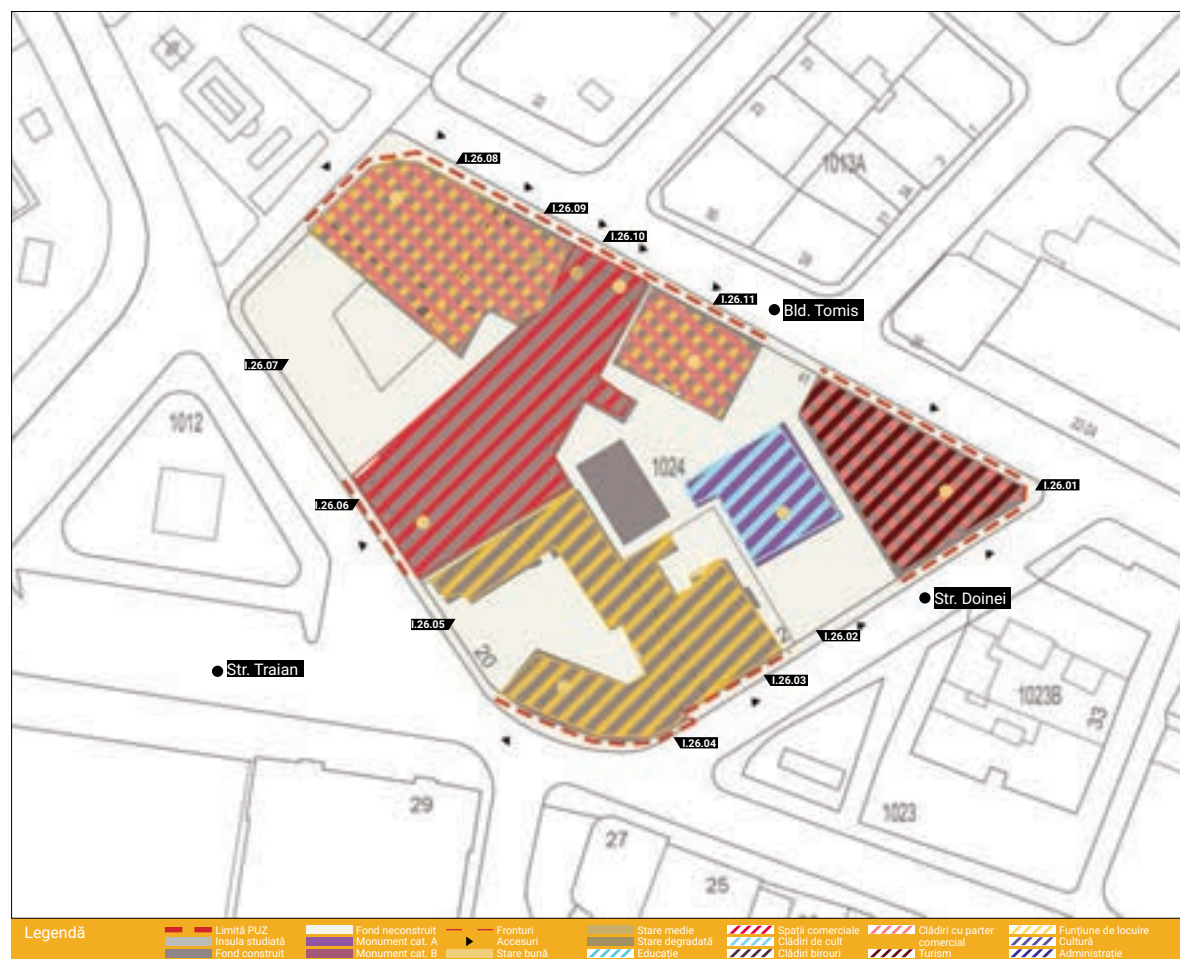 I.26.08
1013A
I.26.09
I.26.10
I.26.11
Bld. Tomis
I.26.07
1012
1024
I.26.01
I.26.06
Str. Doinei
I.26.05
I.26.02
2
20
Str. Traian
I.26.03
1023B
33
I.26.04
29
1023
27
25
Legendă
Limită PUZ
Insula studiată
Fond construit
Fond neconstruit
Monument cat. A
Monument cat. B
Fronturi
Accesuri
Stare bună
Stare medie
Stare degradată
Educație
Spații comerciale
Clădiri de cult
Clădiri birouri
Clădiri cu parter
comercial
Turism
Funțiune de locuire
Cultură
Administrație